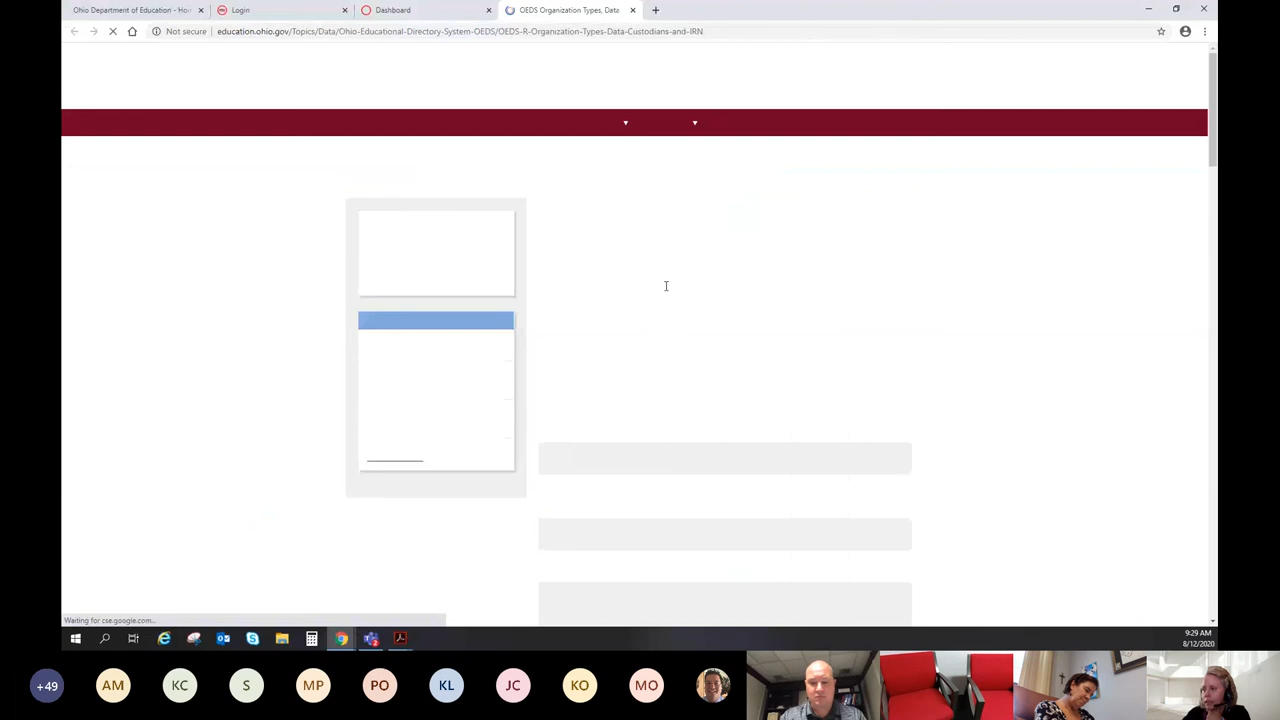 Ohio Department of Education - Ho
Login
Dashboard
OEDS Organization Types, Data
Not secure
education.ohio.gov/Topics/Data/Ohio-Educational-Directory-System-OEDS/OEDS-R-Organization-Types-Data-Custodians-and-IRN
Waiting for cse.google.com...
9:29 AM
8/12/2020
+49
AM
KC
S
MP
PO
KL
JC
KO
MO